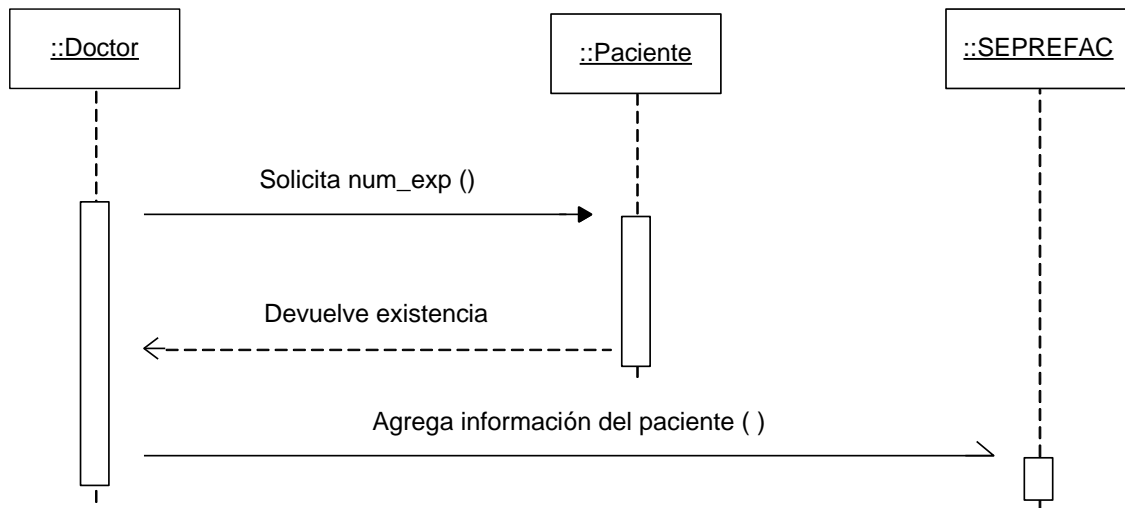 ::Doctor
::Paciente
::SEPREFAC
Solicita num_exp ()
Devuelve existencia
Agrega información del paciente ( )